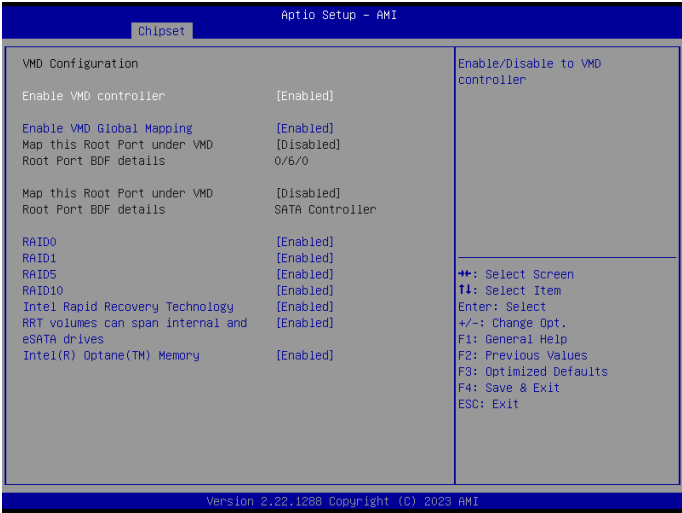 Aptio Setup – AMI
Chipset
VMD Configuration
Enable VMD controller [Enabled]
Enable VMD Global Mapping [Enabled]
Map this Root Port under VMD [Disabled]
Root Port BDF details 0/6/0
Map this Root Port under VMD [Disabled]
Root Port BDF details SATA Controller
RAID0 [Enabled]
RAID1 [Enabled]
RAID5 [Enabled]
RAID10 [Enabled]
Intel Rapid Recovery Technology [Enabled]
RRT volumes can span internal and [Enabled]
eSATA drives
Intel(R) Optane(TM) Memory [Enabled]
Enable/Disable to VMD
controller
→←: Select Screen
↑↓: Select Item
Enter: Select
+/-: Change Opt.
F1: General Help
F2: Previous Values
F3: Optimized Defaults
F4: Save & Exit
ESC: Exit
Version 2.22.1288 Copyright (C) 2023 AMI